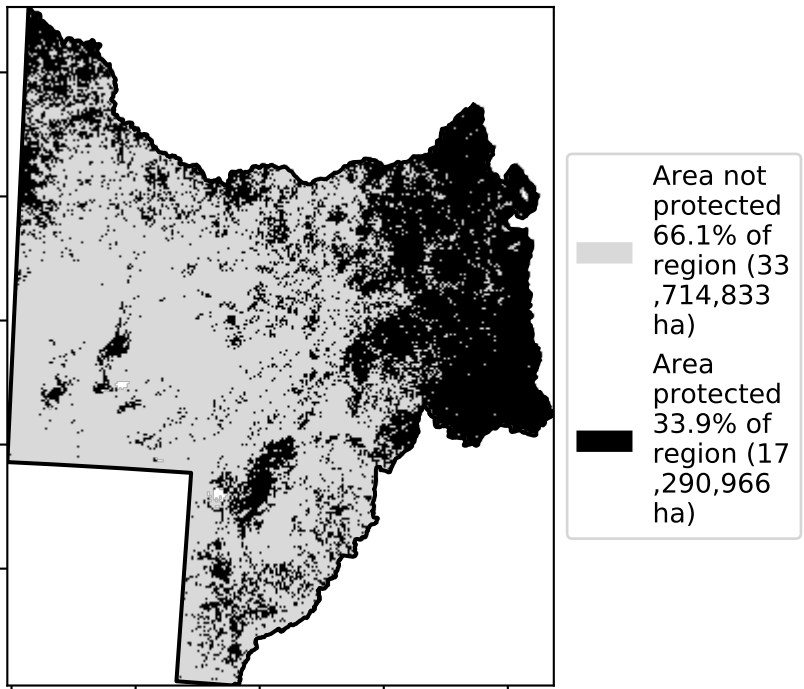 Area not
protected
66.1% of
region (33
,714,833
ha)
Area
protected
33.9% of
region (17
,290,966
ha)